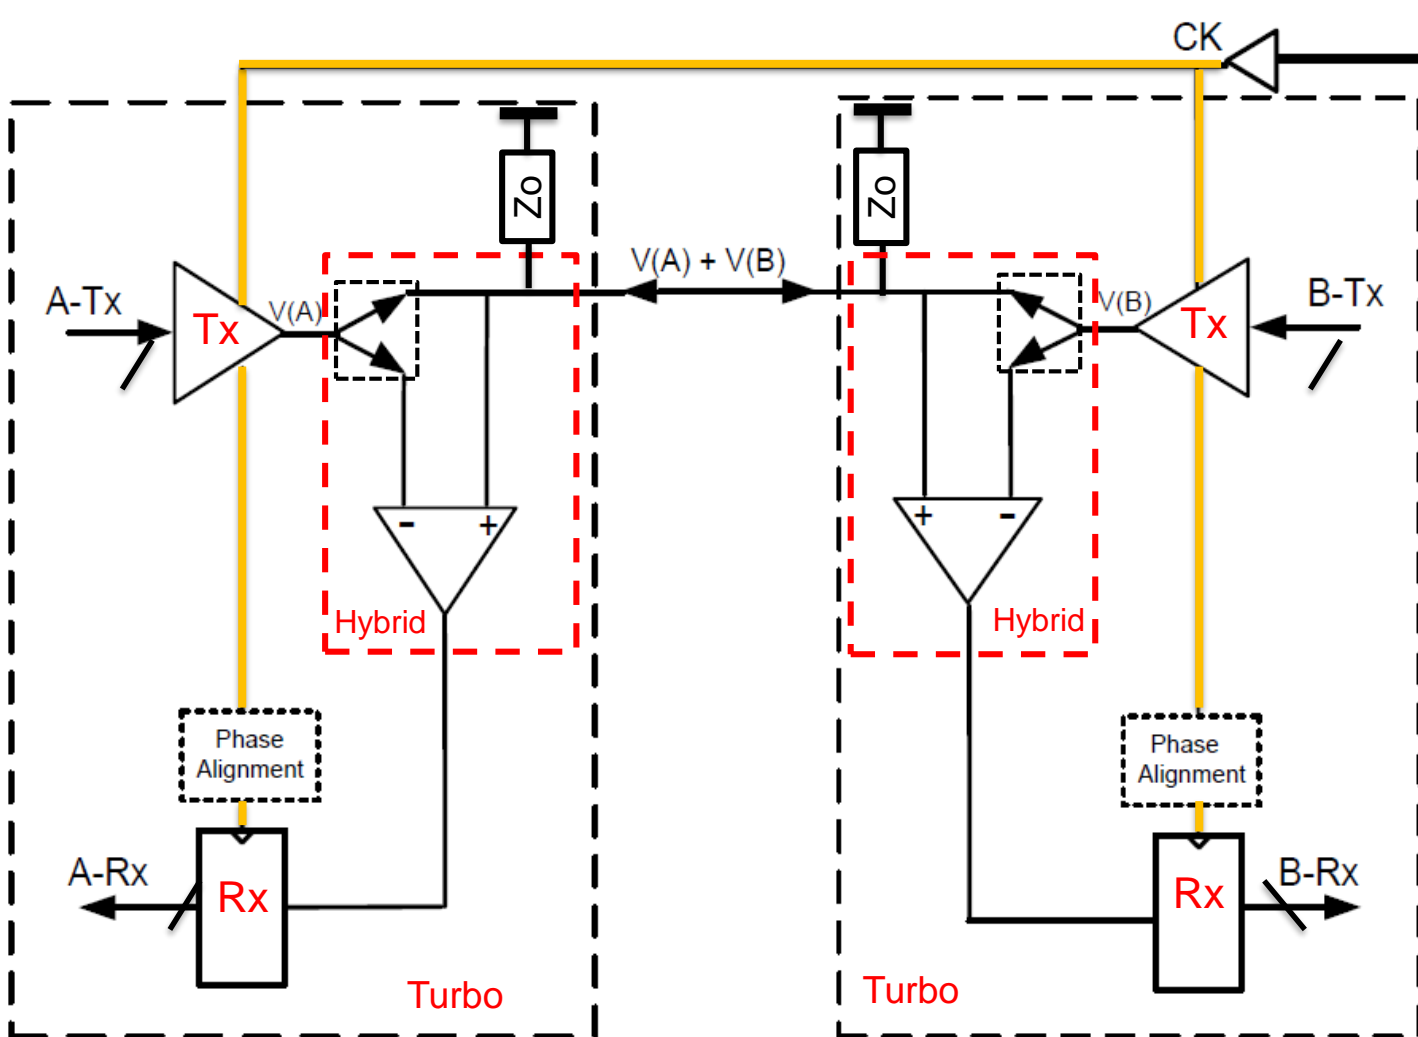 CK
Zo
Zo
V(A) + V(B)
A-Tx
Tx
V(A)
V(B)
Tx
B-Tx
-
+
+
-
Hybrid
Hybrid
Phase
Alignment
Phase
Alignment
A-Rx
Rx
Rx
B-Rx
Turbo
Turbo